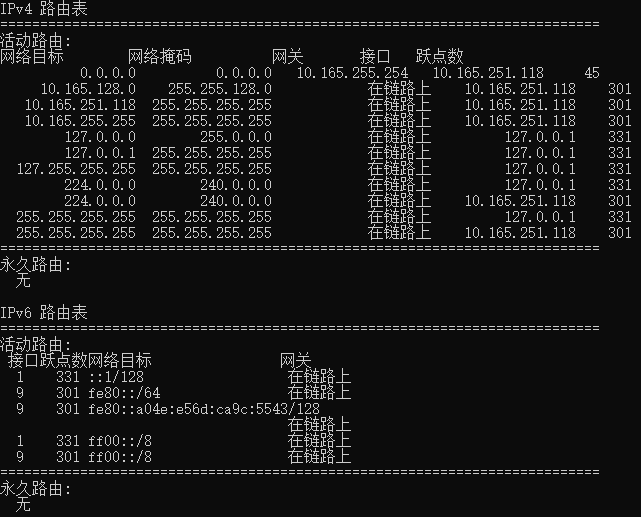 IPv4 路由表
===========================================================================
活动路由:
网络目标        网络掩码          网关       接口   跃点数
          0.0.0.0          0.0.0.0   10.165.255.254   10.165.251.118     45
     10.165.128.0    255.255.128.0            在链路上    10.165.251.118    301
   10.165.251.118  255.255.255.255            在链路上    10.165.251.118    301
   10.165.255.255  255.255.255.255            在链路上    10.165.251.118    301
        127.0.0.0        255.0.0.0            在链路上         127.0.0.1    331
        127.0.0.1  255.255.255.255            在链路上         127.0.0.1    331
  127.255.255.255  255.255.255.255            在链路上         127.0.0.1    331
        224.0.0.0        240.0.0.0            在链路上         127.0.0.1    331
        224.0.0.0        240.0.0.0            在链路上    10.165.251.118    301
  255.255.255.255  255.255.255.255            在链路上         127.0.0.1    331
  255.255.255.255  255.255.255.255            在链路上    10.165.251.118    301
===========================================================================
永久路由:
  无
IPv6 路由表
===========================================================================
活动路由:
 接口跃点数网络目标                网关
  1    331 ::1/128                  在链路上
  9    301 fe80::/64                在链路上
  9    301 fe80::a04e:e56d:ca9c:5543/128
                                    在链路上
  1    331 ff00::/8                 在链路上
  9    301 ff00::/8                 在链路上
===========================================================================
永久路由:
  无